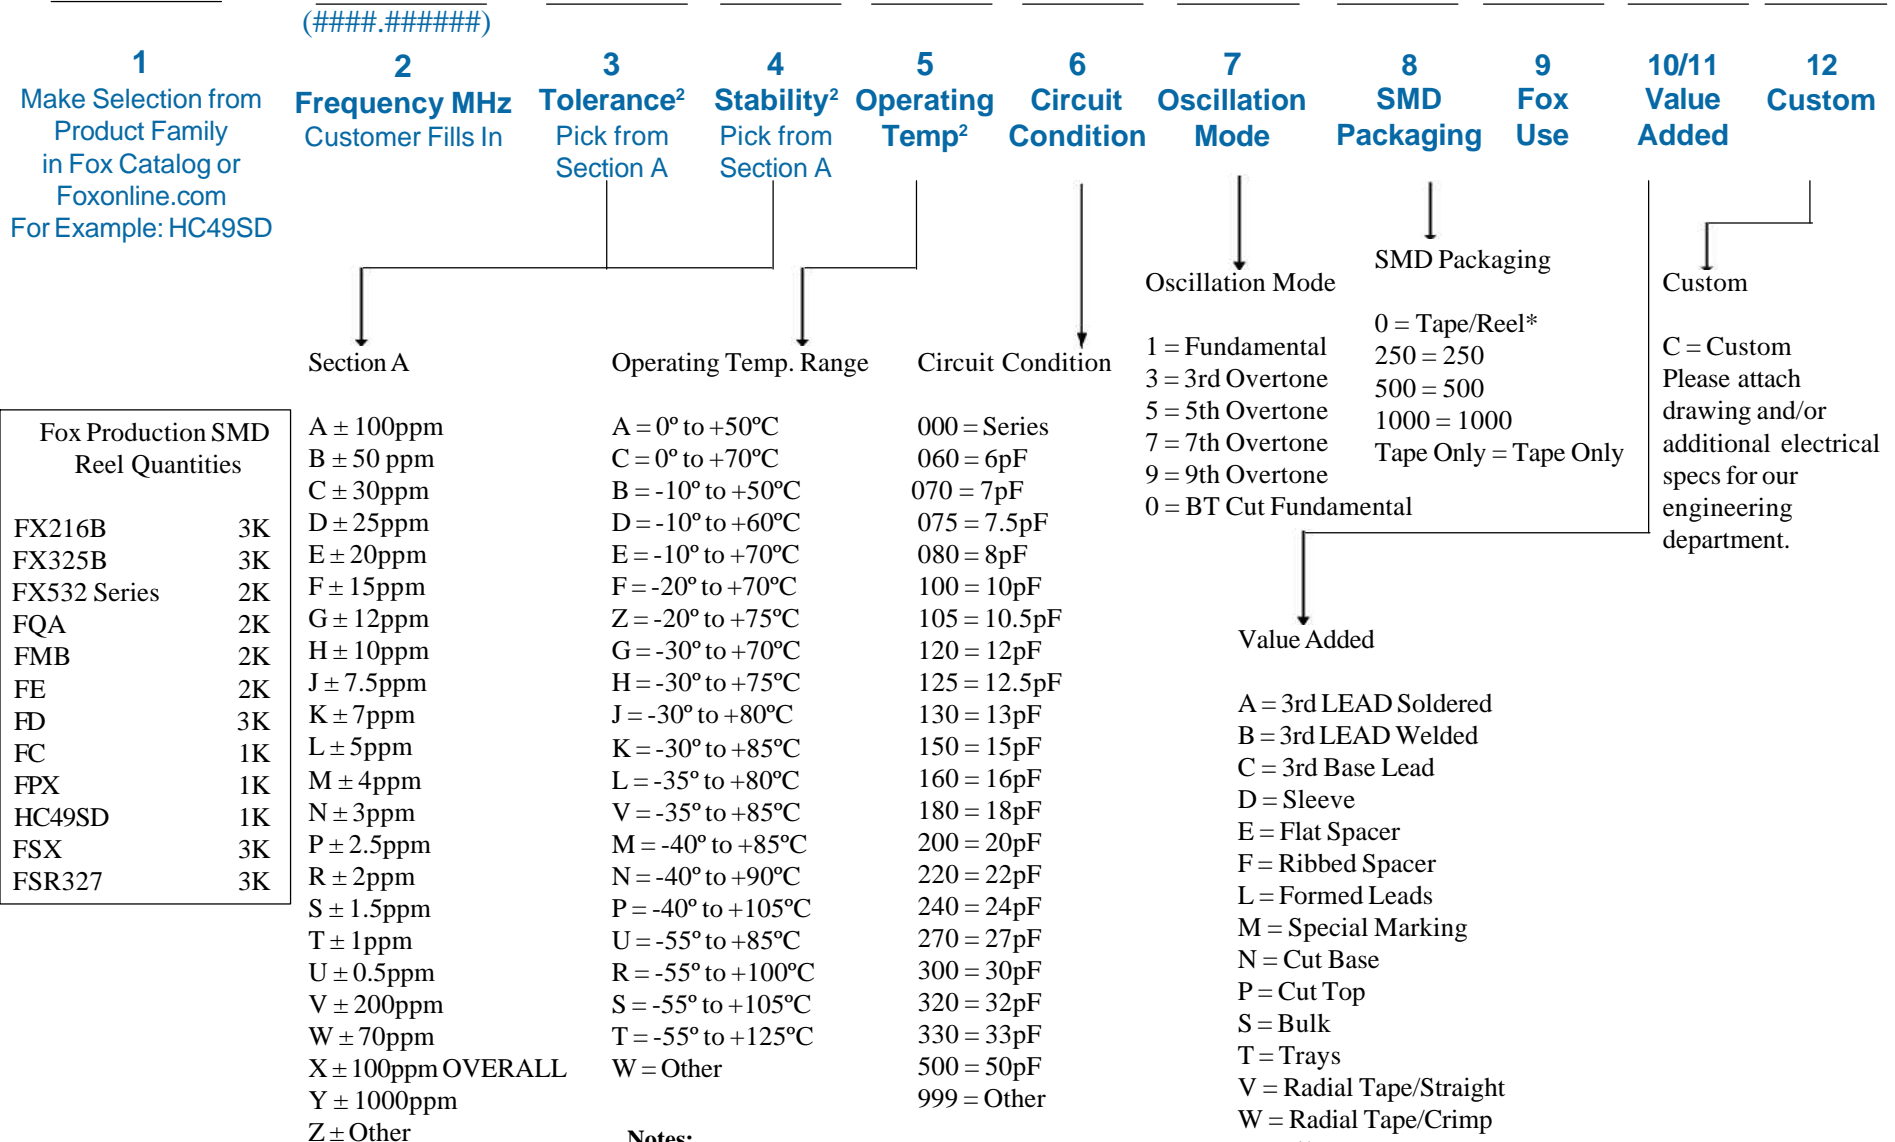 (####.######)
1
Make Selection from
Product Family
in Fox Catalog or
Foxonline.com
For Example: HC49SD
2
Frequency MHz
Customer Fills In
3
Tolerance²
Pick from
Section A
4
Stability²
Pick from
Section A
5
Operating
Temp²
6
Circuit
Condition
7
Oscillation
Mode
8
SMD
Packaging
9
Fox
Use
10/11
Value
Added
12
Custom
Fox Production SMD
Reel Quantities
FX216B 3K
FX325B 3K
FX532 Series 2K
FQA 2K
FMB 2K
FE 2K
FD 3K
FC 1K
FPX 1K
HC49SD 1K
FSX 3K
FSR327 3K
Section A
A ± 100ppm
B ± 50 ppm
C ± 30ppm
D ± 25ppm
E ± 20ppm
F ± 15ppm
G ± 12ppm
H ± 10ppm
J ± 7.5ppm
K ± 7ppm
L ± 5ppm
M ± 4ppm
N ± 3ppm
P ± 2.5ppm
R ± 2ppm
S ± 1.5ppm
T ± 1ppm
U ± 0.5ppm
V ± 200ppm
W ± 70ppm
X ± 100ppm OVERALL
Y ± 1000ppm
Z ± Other
Operating Temp. Range
A = 0º to +50ºC
C = 0º to +70ºC
B = -10º to +50ºC
D = -10º to +60ºC
E = -10º to +70ºC
F = -20º to +70ºC
Z = -20º to +75ºC
G = -30º to +70ºC
H = -30º to +75ºC
J = -30º to +80ºC
K = -30º to +85ºC
L = -35º to +80ºC
V = -35º to +85ºC
M = -40º to +85ºC
N = -40º to +90ºC
P = -40º to +105ºC
U = -55º to +85ºC
R = -55º to +100ºC
S = -55º to +105ºC
T = -55º to +125ºC
W = Other
Notes:
Circuit Condition
000 = Series
060 = 6pF
070 = 7pF
075 = 7.5pF
080 = 8pF
100 = 10pF
105 = 10.5pF
120 = 12pF
125 = 12.5pF
130 = 13pF
150 = 15pF
160 = 16pF
180 = 18pF
200 = 20pF
220 = 22pF
240 = 24pF
270 = 27pF
300 = 30pF
320 = 32pF
330 = 33pF
500 = 50pF
999 = Other
Oscillation Mode
1 = Fundamental
3 = 3rd Overtone
5 = 5th Overtone
7 = 7th Overtone
9 = 9th Overtone
0 = BT Cut Fundamental
SMD Packaging
0 = Tape/Reel*
250 = 250
500 = 500
1000 = 1000
Tape Only = Tape Only
Value Added
A = 3rd LEAD Soldered
B = 3rd LEAD Welded
C = 3rd Base Lead
D = Sleeve
E = Flat Spacer
F = Ribbed Spacer
L = Formed Leads
M = Special Marking
N = Cut Base
P = Cut Top
S = Bulk
T = Trays
V = Radial Tape/Straight
W = Radial Tape/Crimp
Custom
C = Custom
Please attach
drawing and/or
additional electrical
specs for our
engineering
department.